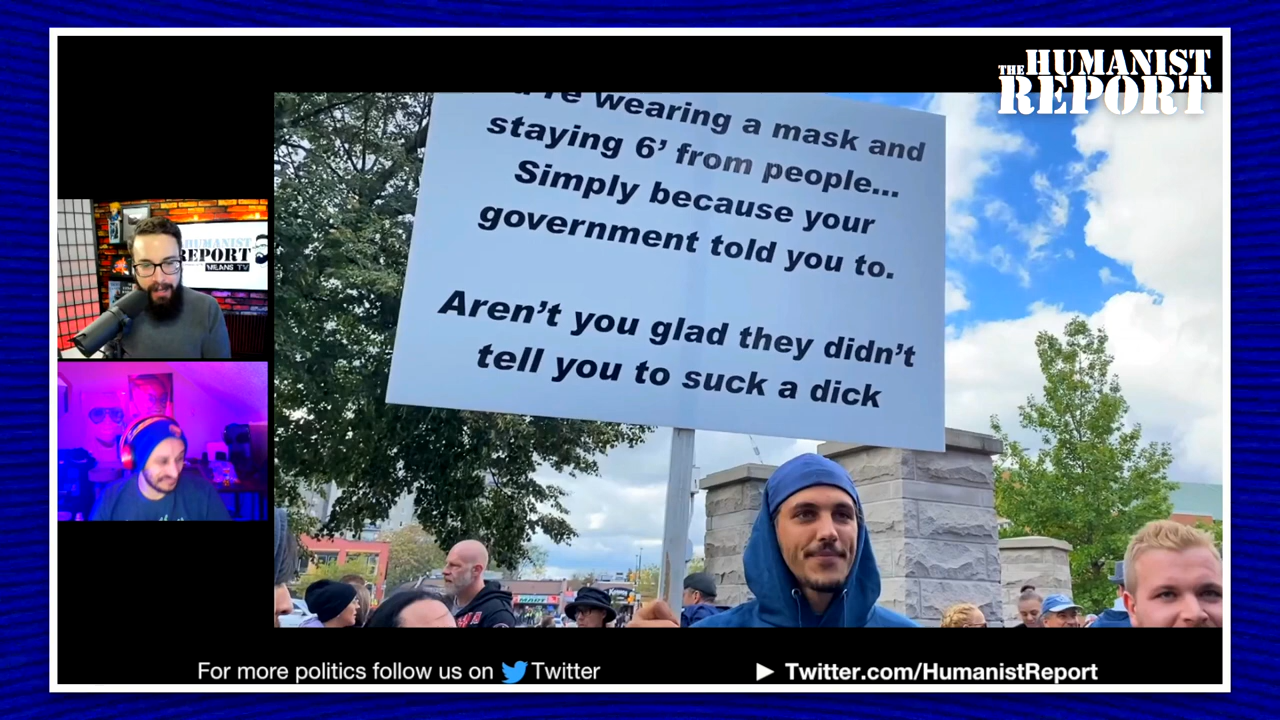 THE HUMANIST
REPORT
wearing a mask and
staying 6' from people...
Simply because your
government told you to.
Aren't you glad they didn't
tell you to suck a dick
HUMANIST
REPORT
MEANS TV
For more politics follow us on Twitter
Twitter.com/HumanistReport